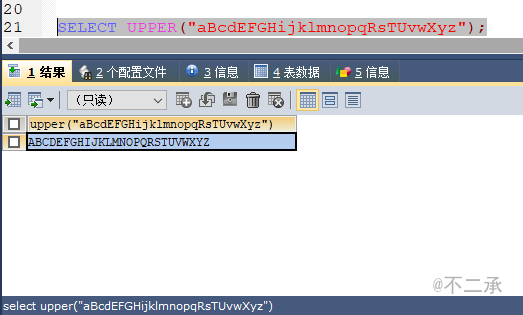 20
21 SELECT UPPER("aBcdEFGHijklmnopqRsTUvwXyz");
1 结果 2 个配置文件 3 信息 4 表数据 5 信息
（只读）
upper("aBcdEFGHijklmnopqRsTUvwXyz")
ABCDEFGHIJKLMNOPQRSTUVWXYZ
@不二承
select upper("aBcdEFGHijklmnopqRsTUvwXyz")